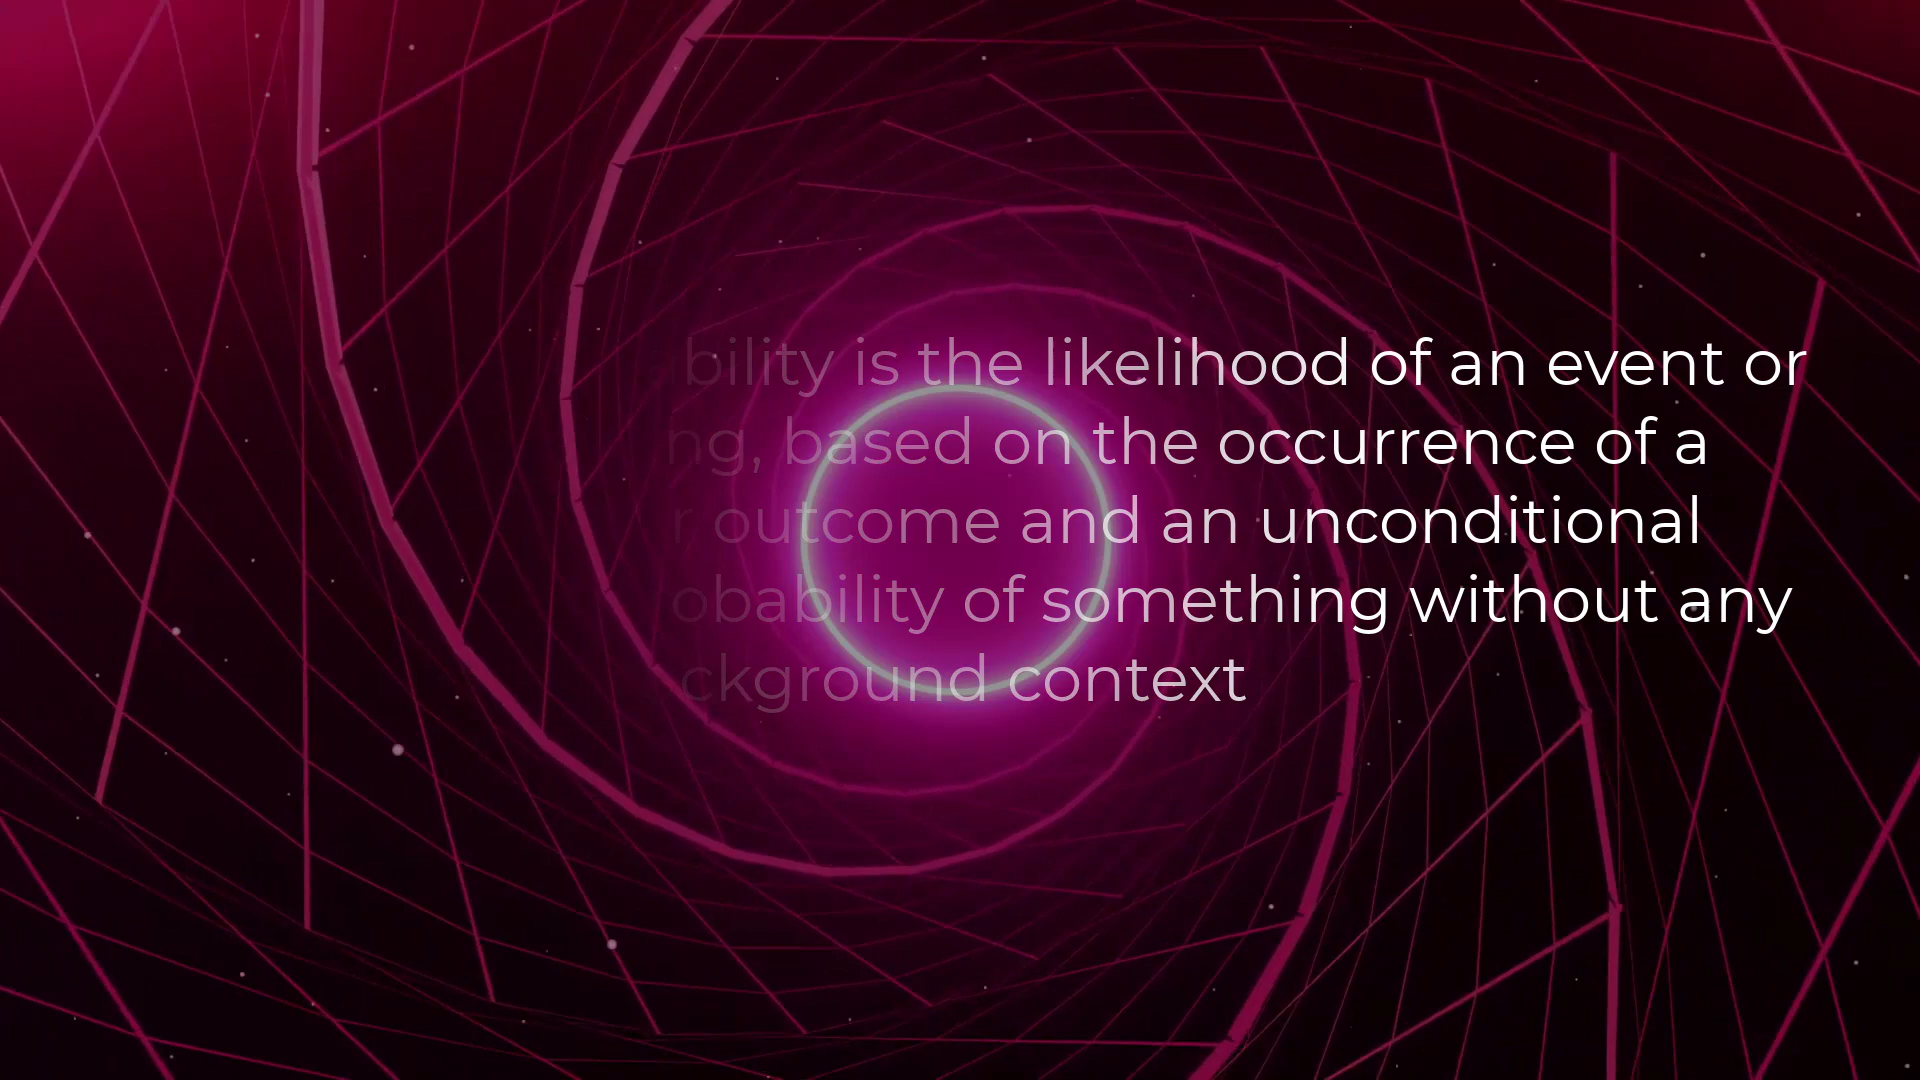 bility is the likelihood of an event or
ng, based on the occurrence of a
r outcome and an unconditional
obability of something without any
ckground context